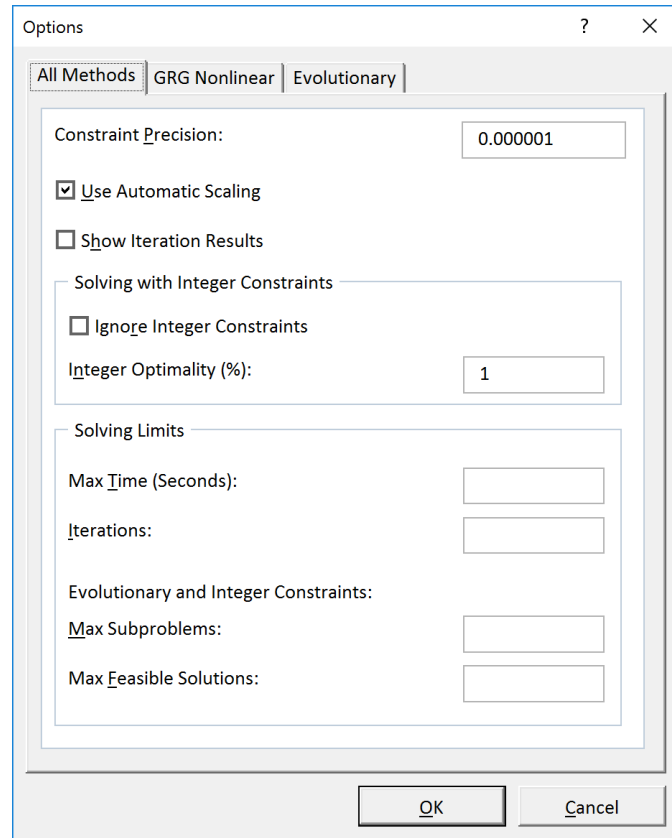 Options ? ×
All Methods GRG Nonlinear Evolutionary
Constraint Precision: 0.000001
Use Automatic Scaling
Show Iteration Results
Solving with Integer Constraints
Ignore Integer Constraints
Integer Optimality (%): 1
Solving Limits
Max Time (Seconds):
Iterations:
Evolutionary and Integer Constraints:
Max Subproblems:
Max Feasible Solutions:
OK Cancel